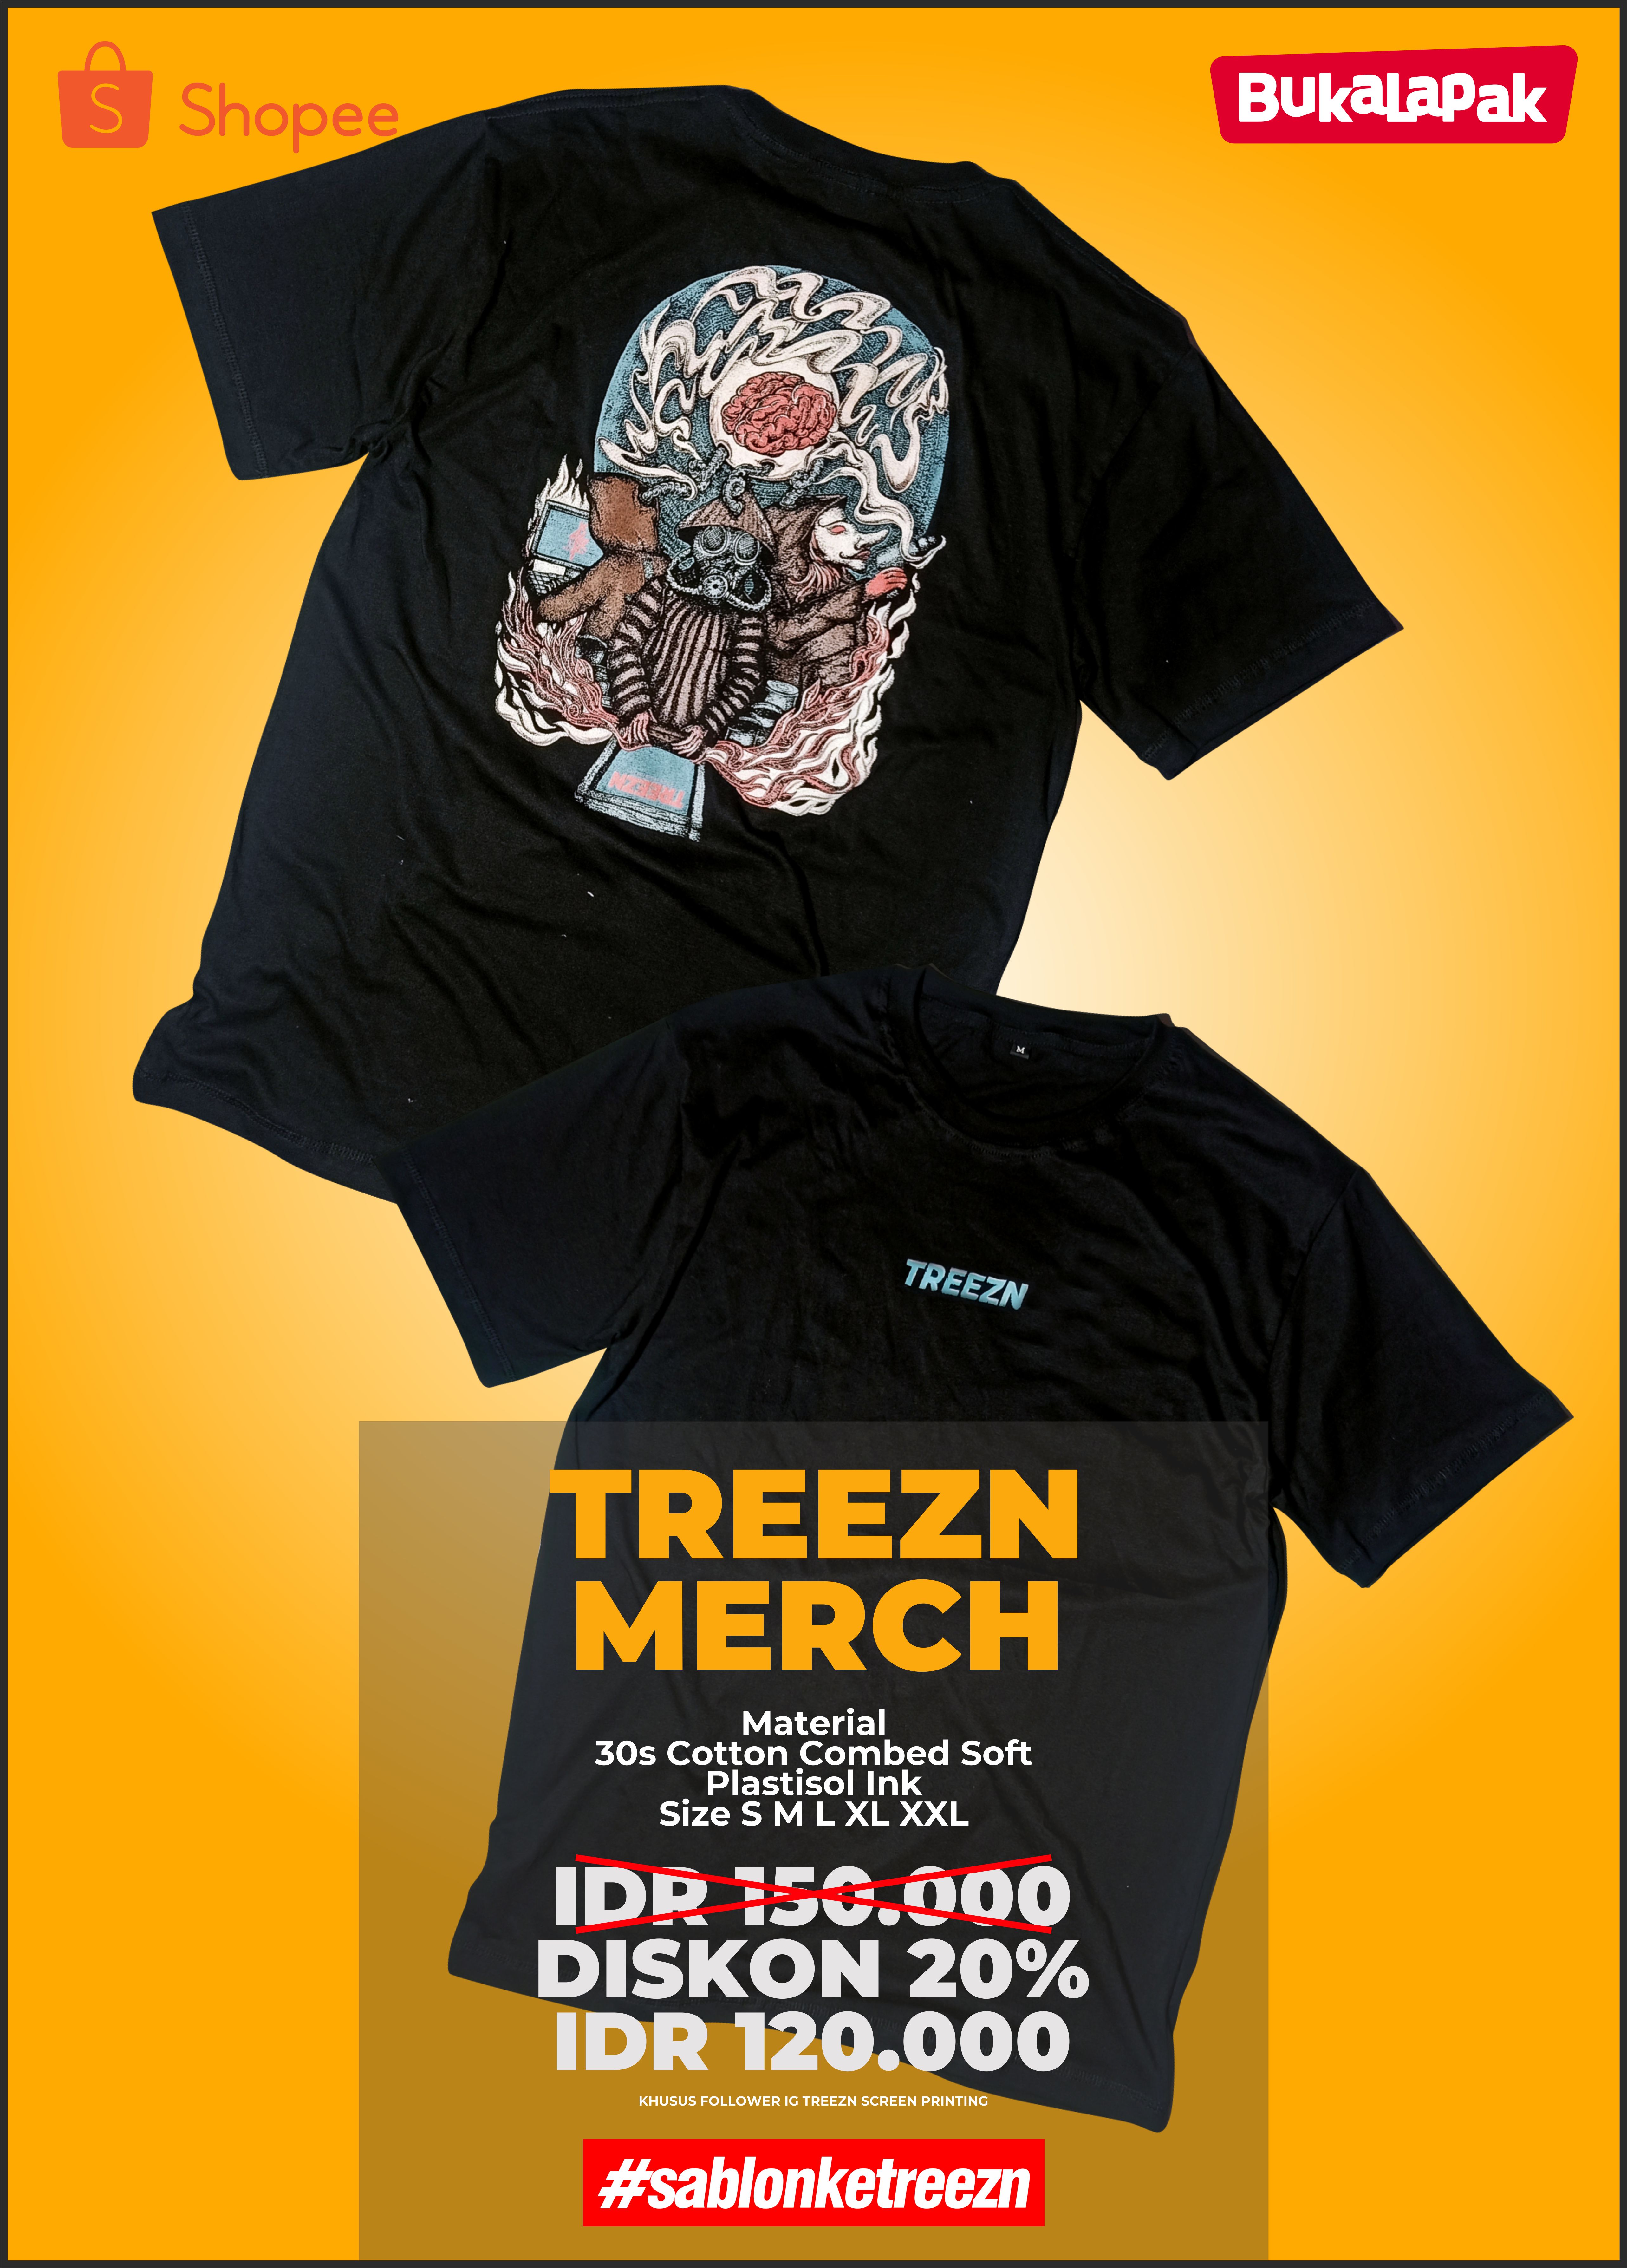 S Shopee
BukaLapak
TREEZN
M
TREEZN
TREEZN
MERCH
Material
30s Cotton Combed Soft
Plastisol Ink
Size S M L XL XXL
IDR 150.000
DISKON 20%
IDR 120.000
KHUSUS FOLLOWER IG TREEZN SCREEN PRINTING
#sablonketreezn